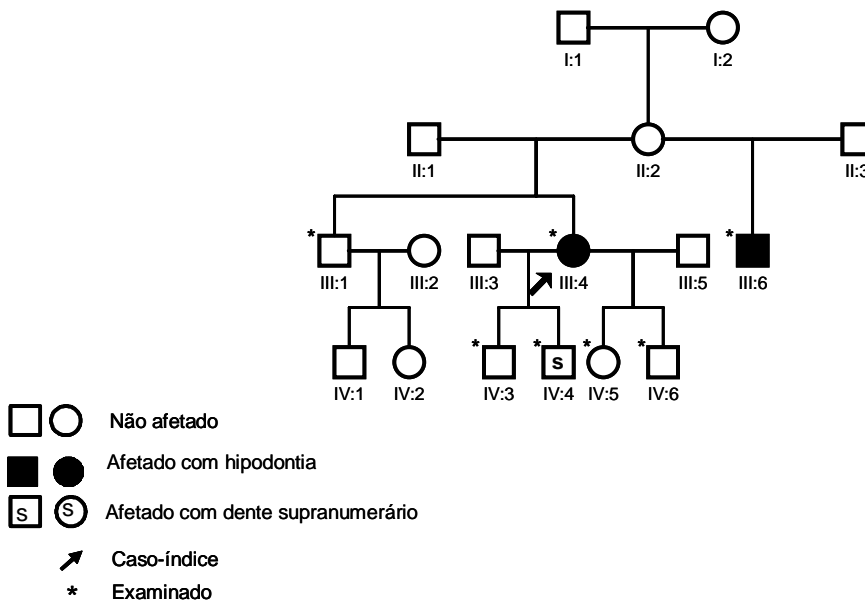 I:1 I:2
II:1 II:2 II:3
* * *
III:1 III:2 III:3 III:4 III:5 III:6
* * * *
S
IV:1 IV:2 IV:3 IV:4 IV:5 IV:6
Não afetado
Afetado com hipodontia
S S Afetado com dente supranumerário
Caso-índice
* Examinado